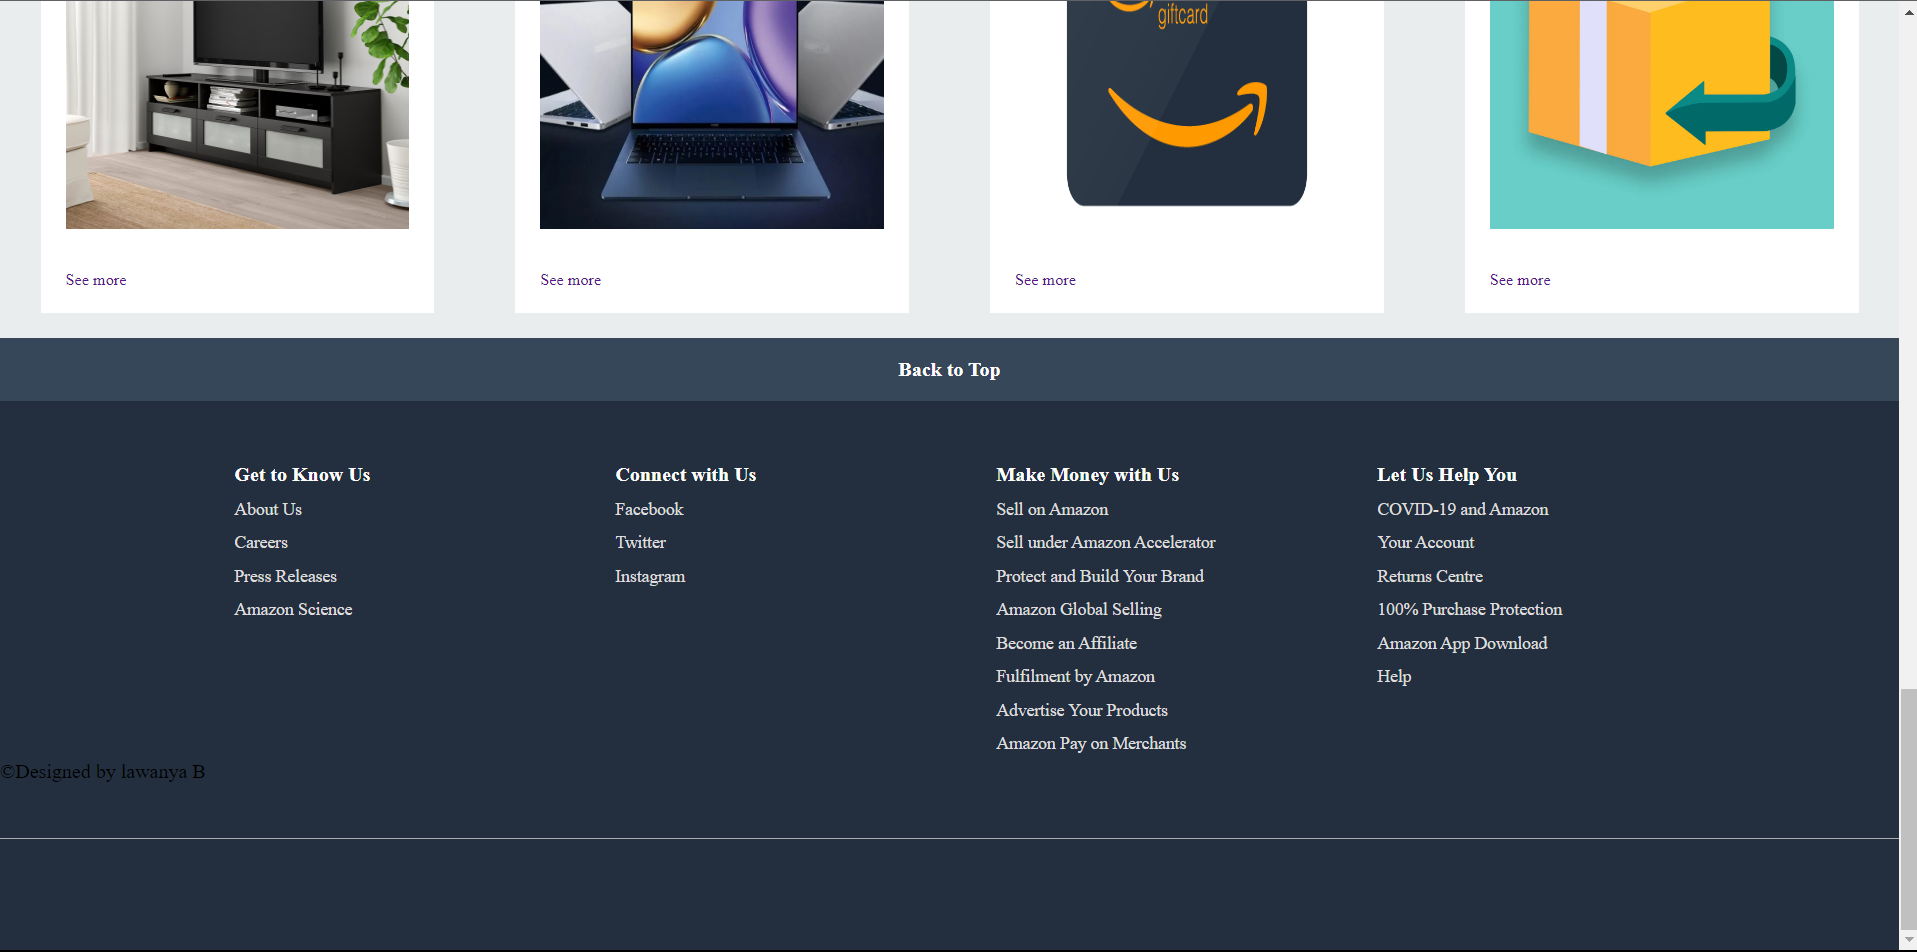 giftcard
See more
See more
See more
See more
Back to Top
Get to Know Us
About Us
Careers
Press Releases
Amazon Science
Connect with Us
Facebook
Twitter
Instagram
Make Money with Us
Sell on Amazon
Sell under Amazon Accelerator
Protect and Build Your Brand
Amazon Global Selling
Become an Affiliate
Fulfilment by Amazon
Advertise Your Products
Amazon Pay on Merchants
Let Us Help You
COVID-19 and Amazon
Your Account
Returns Centre
100% Purchase Protection
Amazon App Download
Help
©Designed by lawanya B